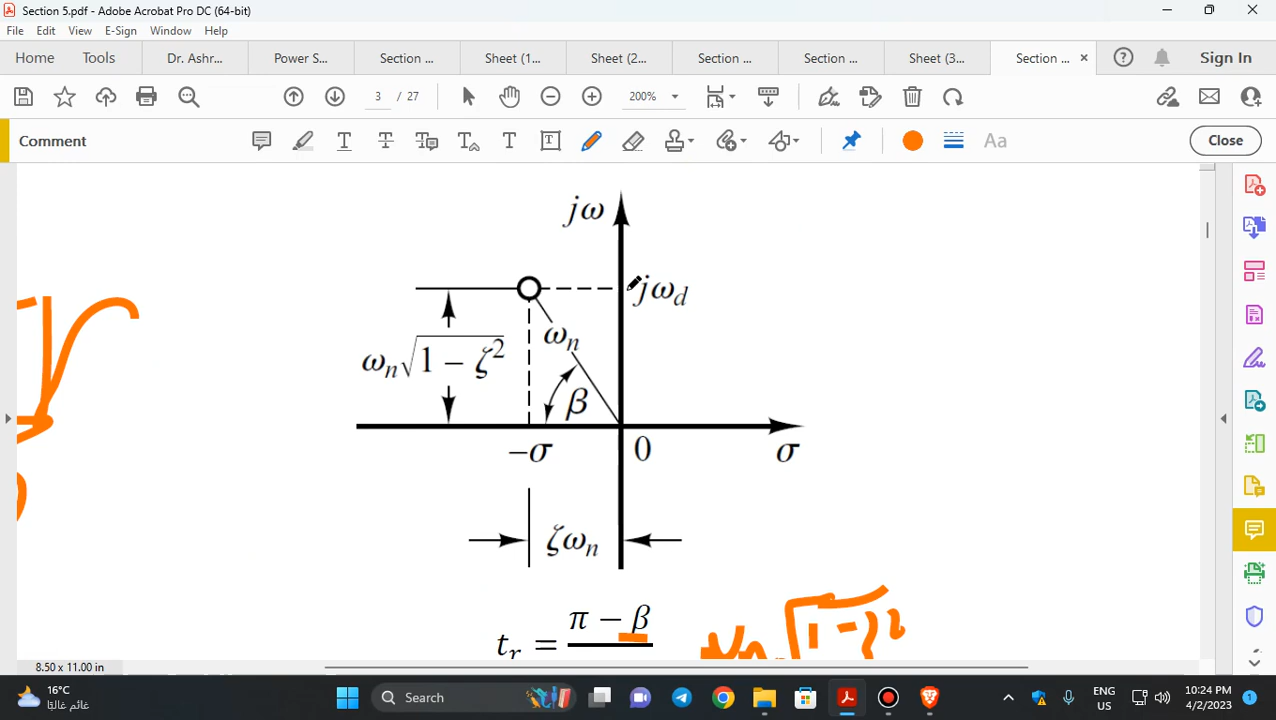 Section 5.pdf - Adobe Acrobat Pro DC (64-bit)
File Edit View E-Sign Window Help
Home Tools Dr. Ashr... Power S... Section ... Sheet (1... Sheet (2... Section ... Section ... Sheet (3... Section ... × Sign In
3 / 27 200%
Comment Aa Close
jω
jω_d
ω_n
ω_n√(1 − ζ²)
β
−σ 0 σ
ζω_n
t_r = π − β
8.50 x 11.00 in
16°C
غائم غالبًا
Search
ENG
US
10:24 PM
4/2/2023
1